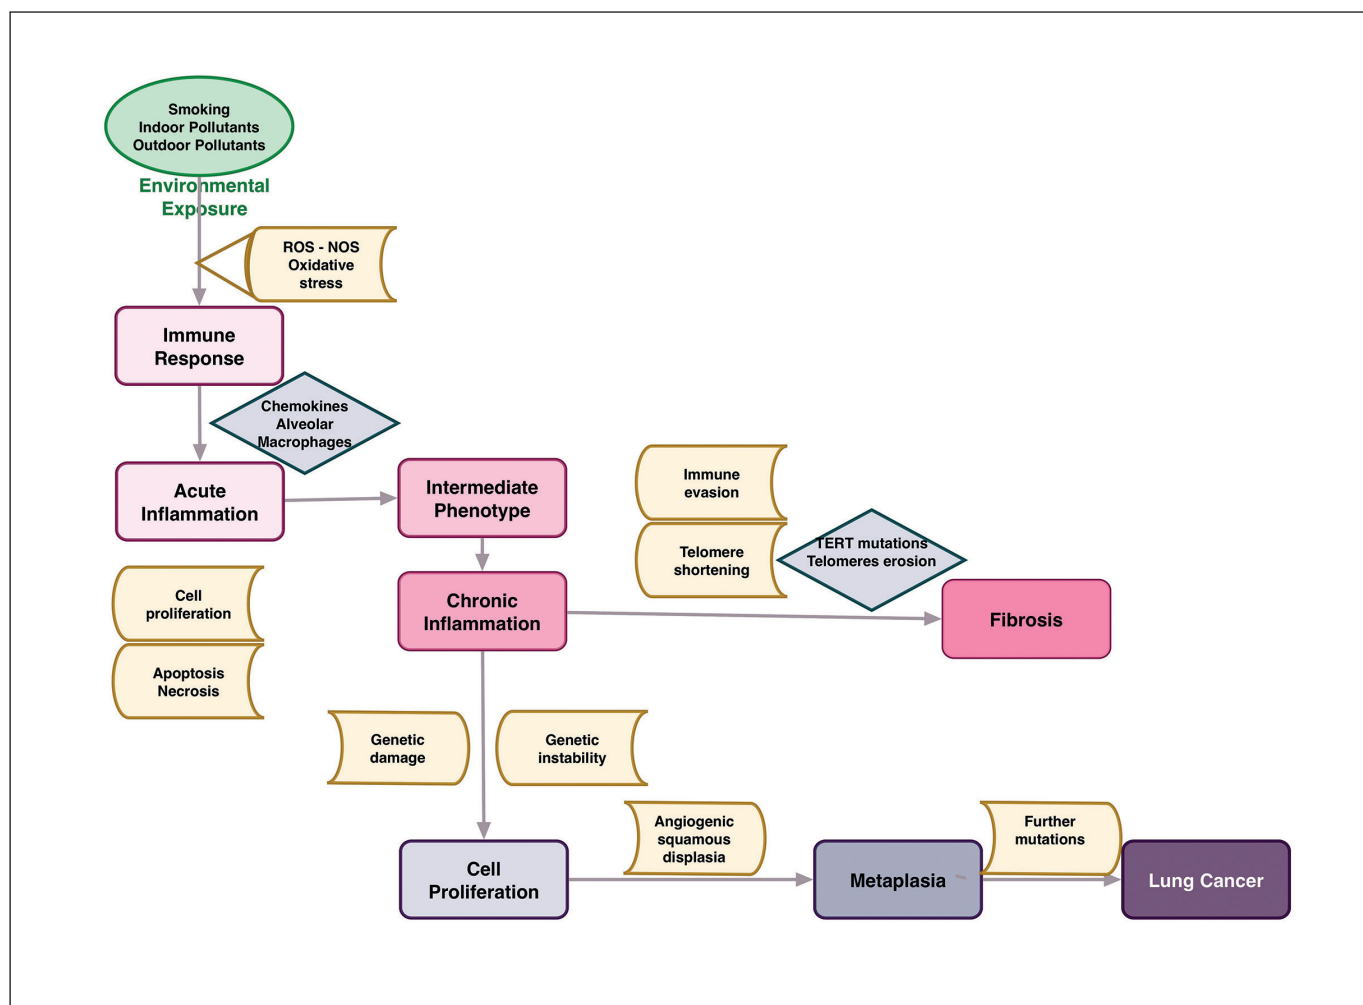 Smoking
Indoor Pollutants
Outdoor Pollutants
Environmental
Exposure
ROS - NOS
Oxidative
stress
Immune
Response
Chemokines
Alveolar
Macrophages
Acute
Inflammation
Intermediate
Phenotype
Immune
evasion
Telomere
shortening
TERT mutations
Telomeres erosion
Chronic
Inflammation
Fibrosis
Cell
proliferation
Apoptosis
Necrosis
Genetic
damage
Genetic
instability
Cell
Proliferation
Angiogenic
squamous
displasia
Metaplasia
Further
mutations
Lung Cancer